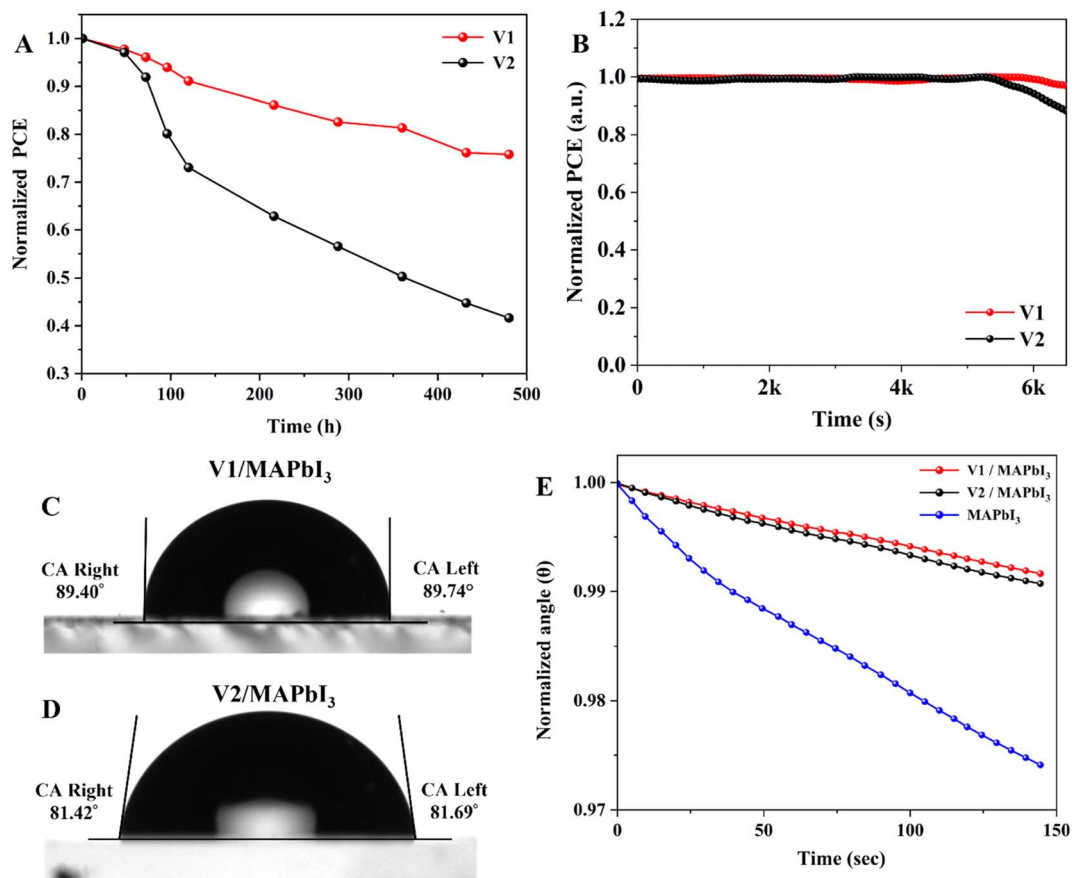 A
V1
V2
1.0
0.9
0.8
0.7
0.6
0.5
0.4
0.3
Normalized PCE
0
100
200
300
400
500
Time (h)
B
1.2
1.0
0.8
0.6
0.4
0.2
0.0
Normalized PCE (a.u.)
V1
V2
0
2k
4k
6k
Time (s)
V1/MAPbI₃
C
CA Right
89.40°
CA Left
89.74°
V2/MAPbI₃
D
CA Right
81.42°
CA Left
81.69°
E
V1 / MAPbI₃
V2 / MAPbI₃
MAPbI₃
1.00
0.99
0.98
0.97
Normalized angle (θ)
0
50
100
150
Time (sec)